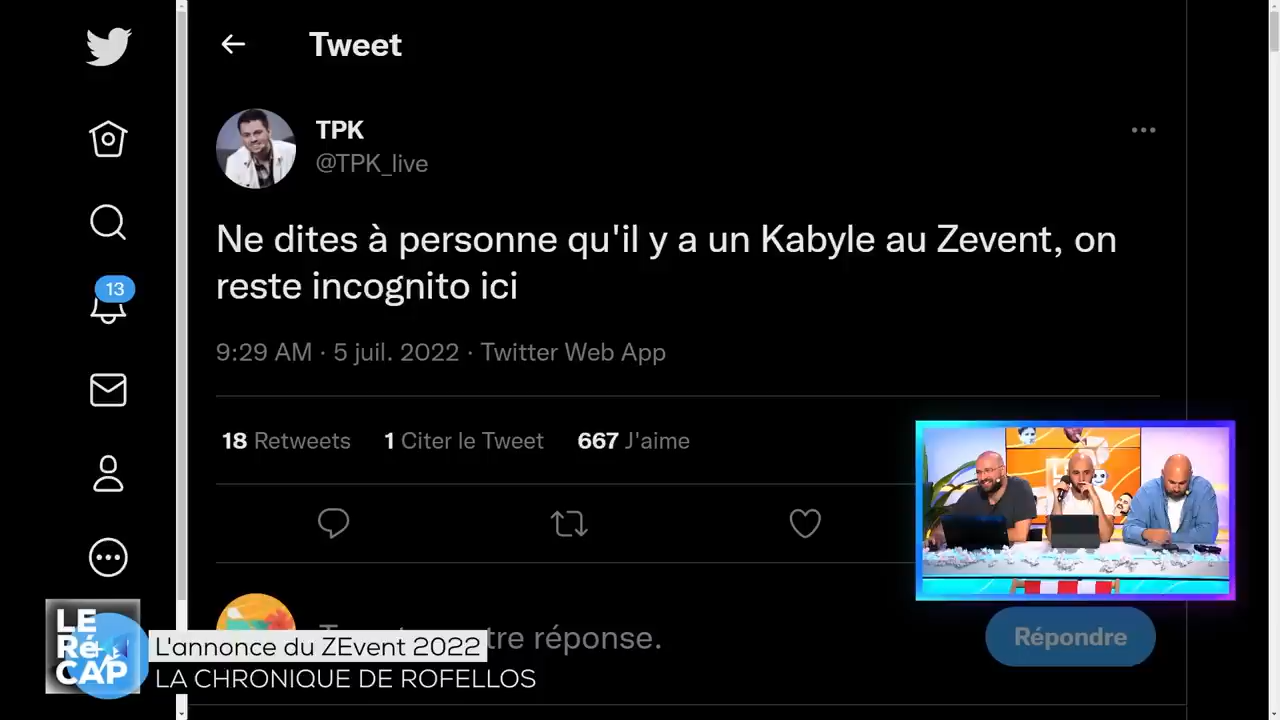 Tweet
TPK
@TPK_live
Ne dites à personne qu'il y a un Kabyle au Zevent, on
reste incognito ici
9:29 AM · 5 juil. 2022 · Twitter Web App
18 Retweets 1 Citer le Tweet 667 J'aime
13
tre réponse.
Répondre
LE
Ré
CAP
L'annonce du ZEvent 2022
LA CHRONIQUE DE ROFELLOS